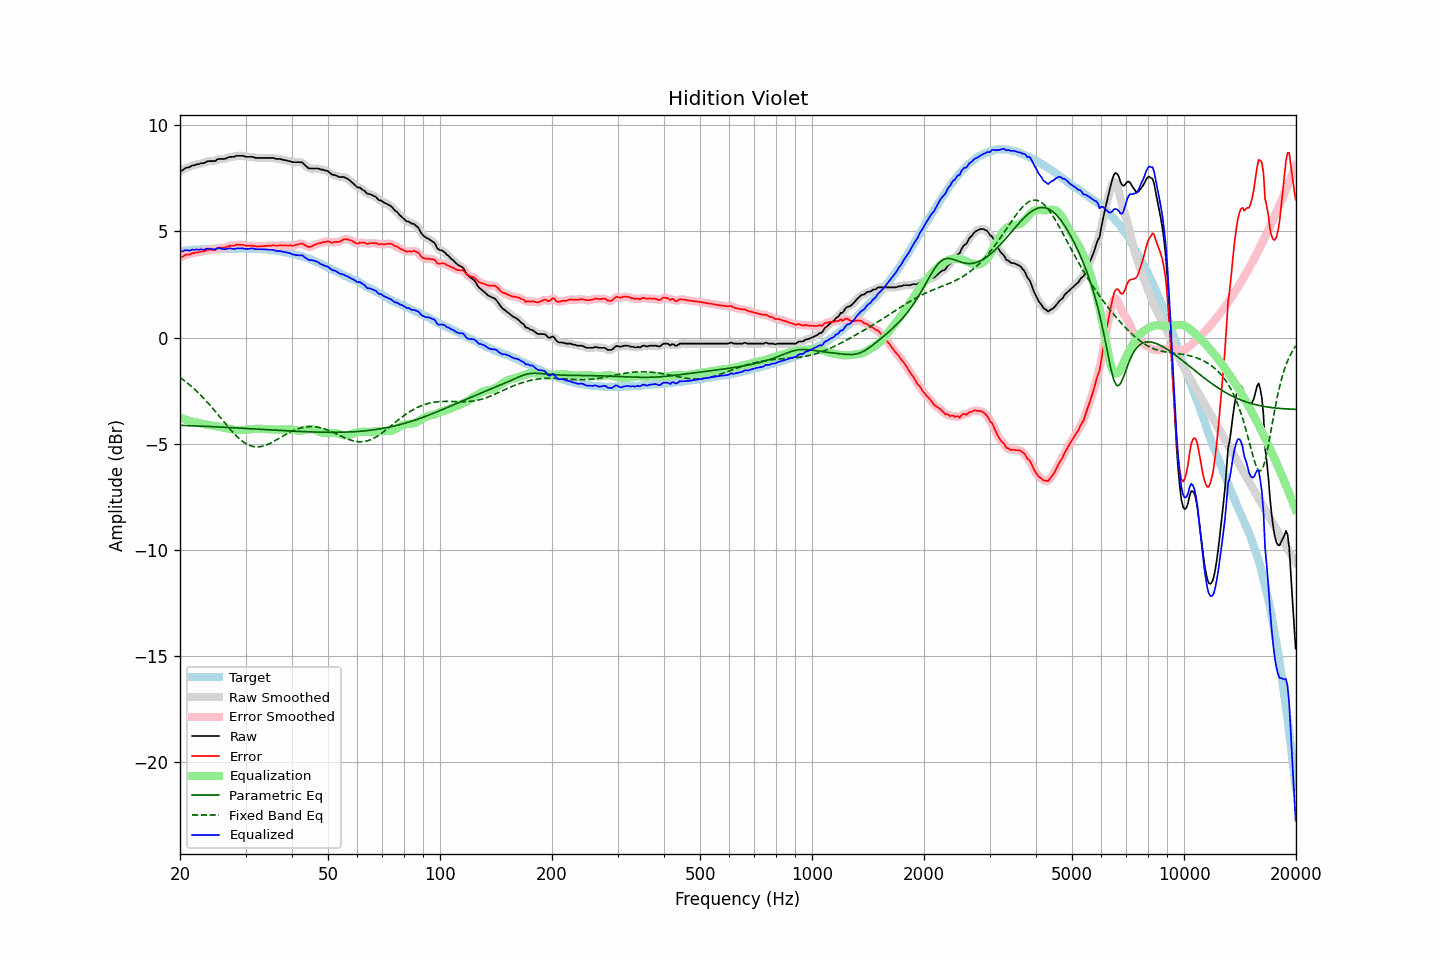 Hidition Violet
Amplitude (dBr)
10
5
0
−5
−10
−15
−20
Target
Raw Smoothed
Error Smoothed
Raw
Error
Equalization
Parametric Eq
Fixed Band Eq
Equalized
20 50 100 200 500 1000 2000 5000 10000 20000
Frequency (Hz)